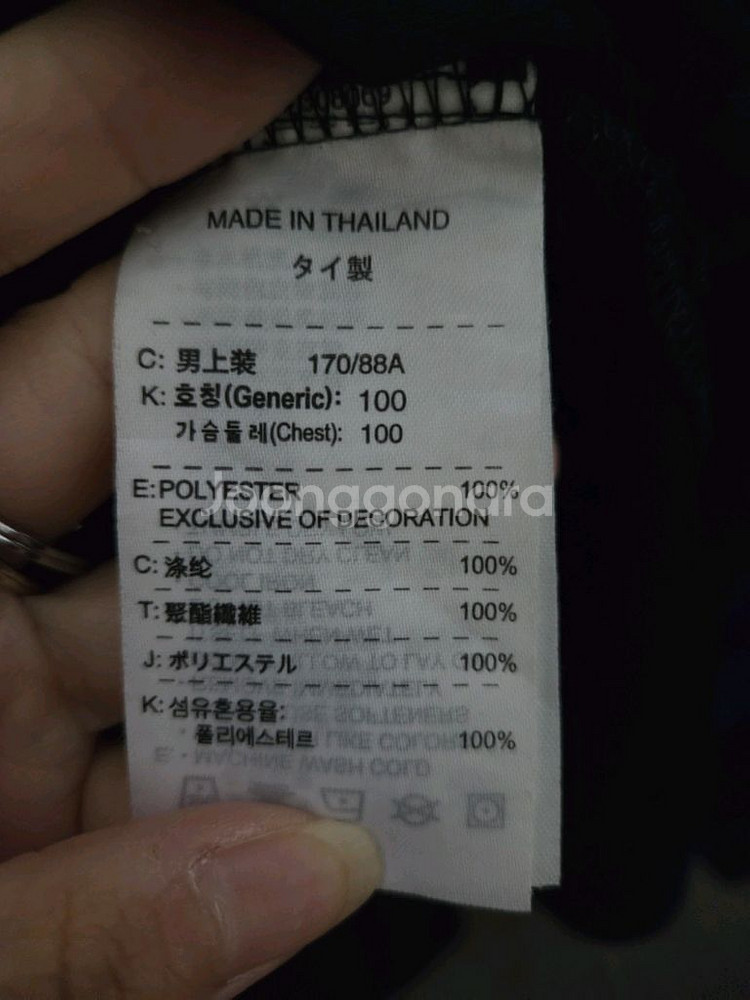 MADE IN THAILAND
タイ製
C: 男上装 170/88A
K: 호칭(Generic): 100
가슴둘레(Chest): 100
E: POLYESTER 100%
Joonggonara
EXCLUSIVE OF DECORATION
C: 涤纶 100%
T: 聚酯纖維 100%
J: ポリエステル 100%
K: 섬유혼용율:
폴리에스테르 100%